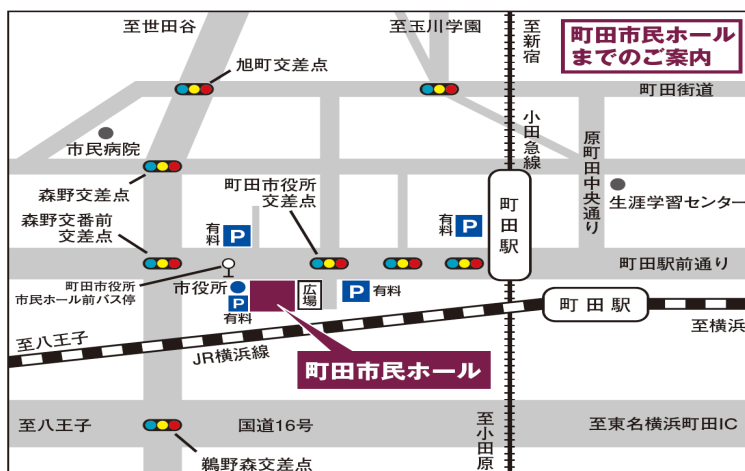 至世田谷
至玉川学園
至新宿
町田市民ホール
までのご案内
旭町交差点
町田街道
小田急線
市民病院
原町田中央通り
森野交差点
町田市役所
交差点
町田駅
生涯学習センター
森野交番前
交差点
有料
P
有料
P
町田駅前通り
町田市役所
市民ホール前バス停
市役所
P
有料
広場
P
有料
町田駅
至横浜
至八王子
JR横浜線
町田市民ホール
至八王子
国道16号
至小田原
至東名横浜町田IC
鵜野森交差点